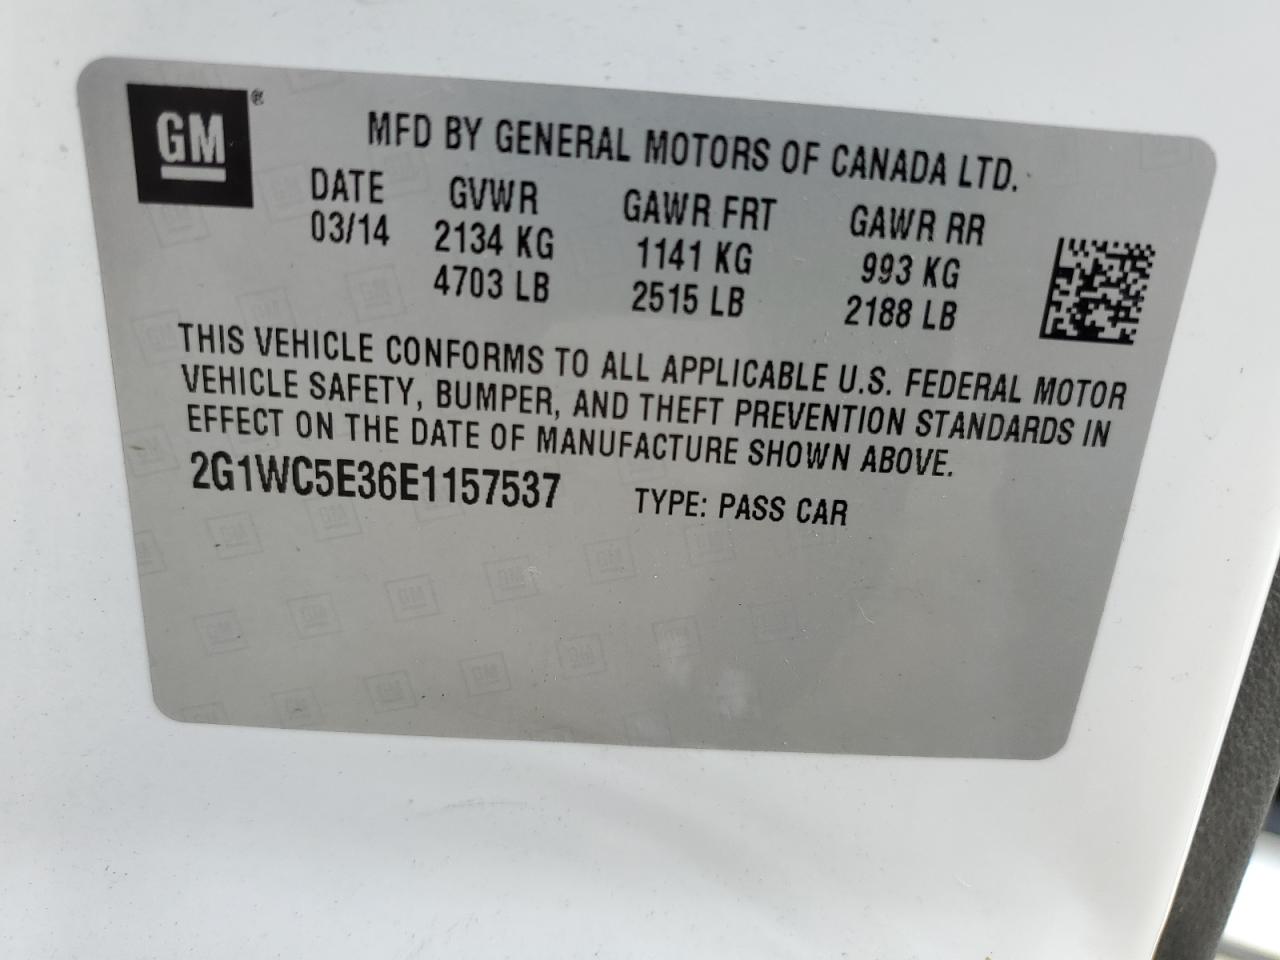 GM ®
MFD BY GENERAL MOTORS OF CANADA LTD.
DATE GVWR GAWR FRT GAWR RR
03/14 2134 KG 1141 KG 993 KG
4703 LB 2515 LB 2188 LB
THIS VEHICLE CONFORMS TO ALL APPLICABLE U.S. FEDERAL MOTOR
VEHICLE SAFETY, BUMPER, AND THEFT PREVENTION STANDARDS IN
EFFECT ON THE DATE OF MANUFACTURE SHOWN ABOVE.
2G1WC5E36E1157537 TYPE: PASS CAR